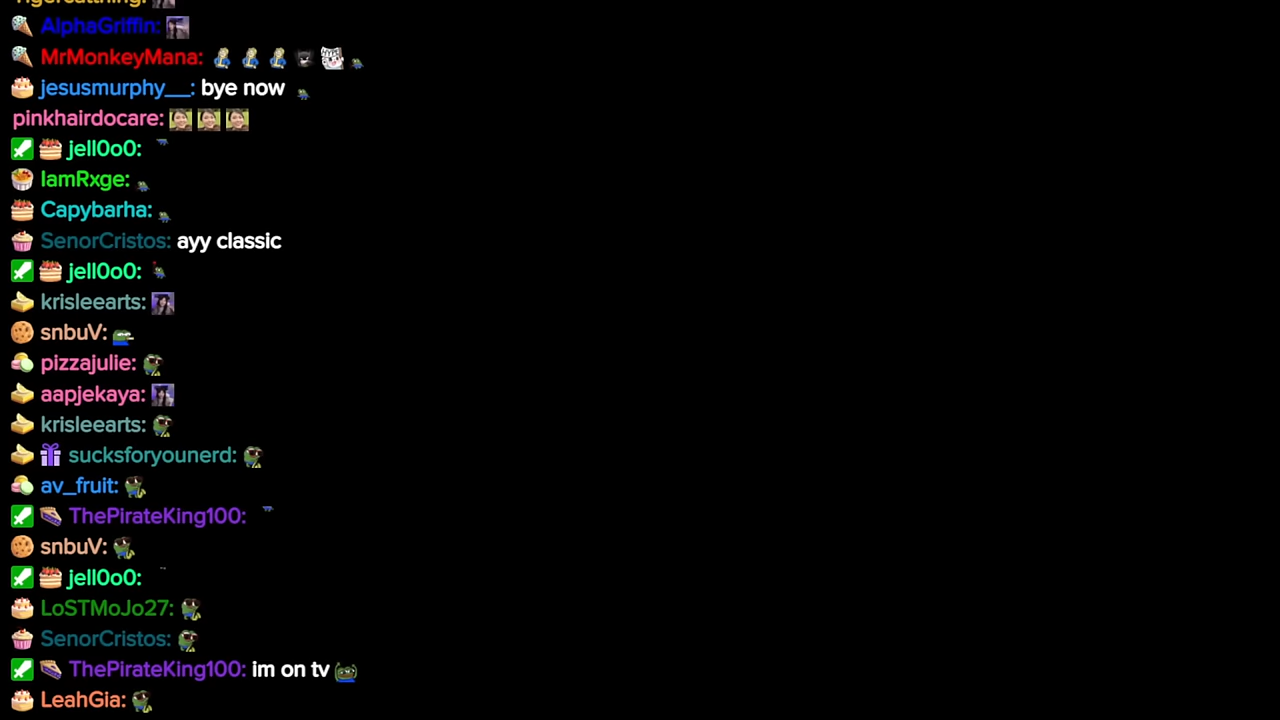 Tigercatthing:
AlphaGriffin:
MrMonkeyMana:
jesusmurphy__: bye now
pinkhairdocare:
jell0o0:
IamRxge:
Capybarha:
SenorCristos: ayy classic
jell0o0:
krisleearts:
snbuV:
pizzajulie:
aapjekaya:
krisleearts:
sucksforyounerd:
av_fruit:
ThePirateKing100:
snbuV:
jell0o0:
LoSTMoJo27:
SenorCristos:
ThePirateKing100: im on tv
LeahGia: